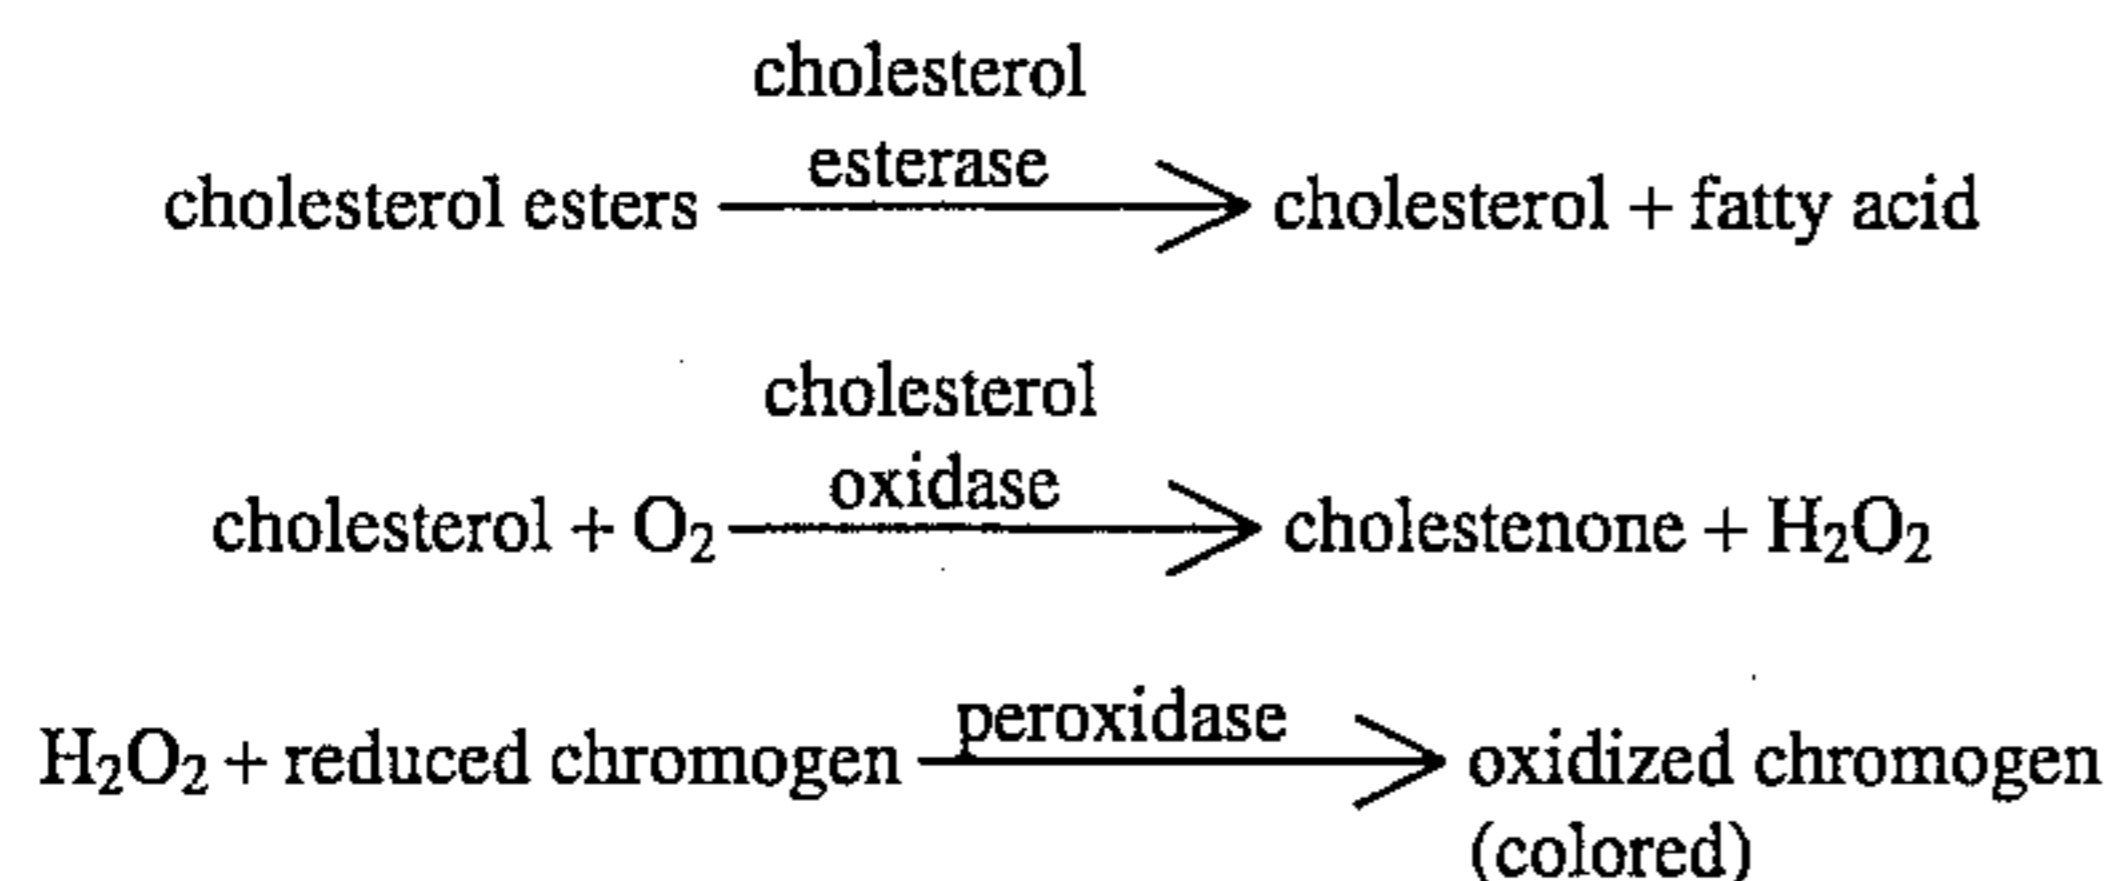 cholesterol
esterase
cholesterol esters → cholesterol + fatty acid
cholesterol
oxidase
cholesterol + O₂ → cholestenone + H₂O₂
peroxidase
H₂O₂ + reduced chromogen → oxidized chromogen
(colored)